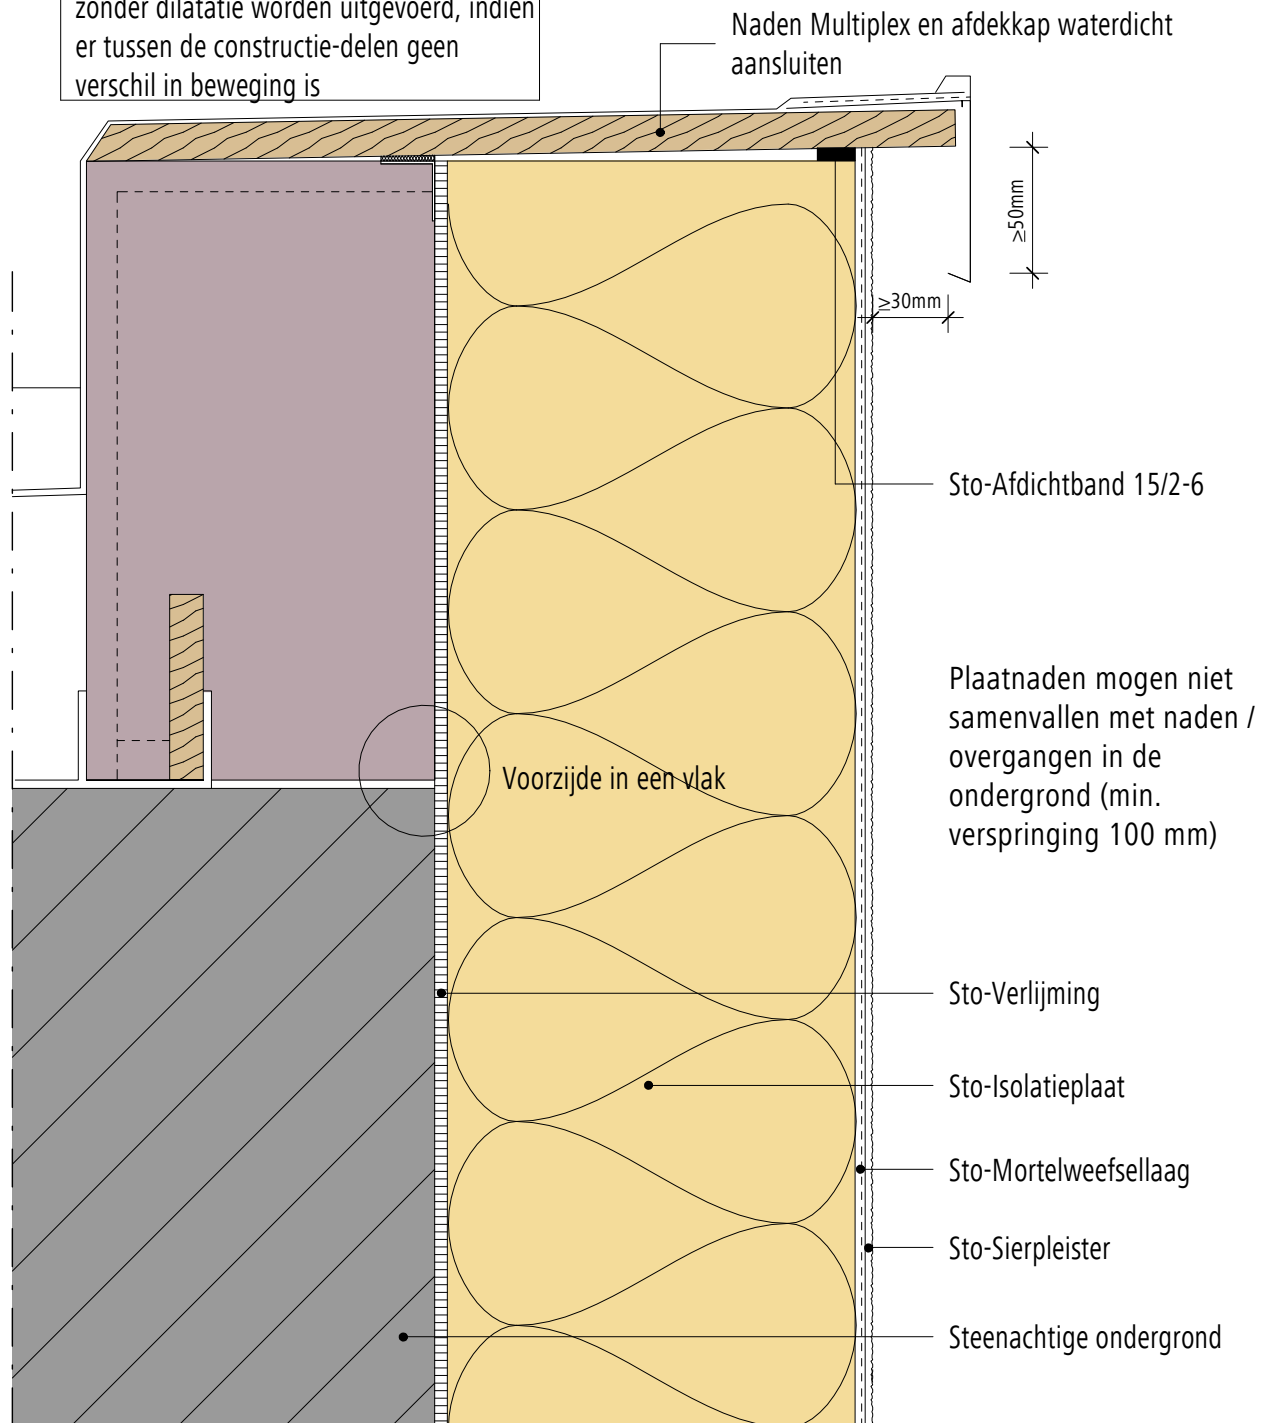 zonder dilatatie worden uitgevoerd, indien
er tussen de constructie-delen geen
verschil in beweging is
Naden Multiplex en afdekkap waterdicht
aansluiten
≥50mm
≥30mm
Sto-Afdichtband 15/2-6
Plaatnaden mogen niet
samenvallen met naden /
overgangen in de
ondergrond (min.
verspringing 100 mm)
Voorzijde in een vlak
Sto-Verlijming
Sto-Isolatieplaat
Sto-Mortelweefsellaag
Sto-Sierpleister
Steenachtige ondergrond